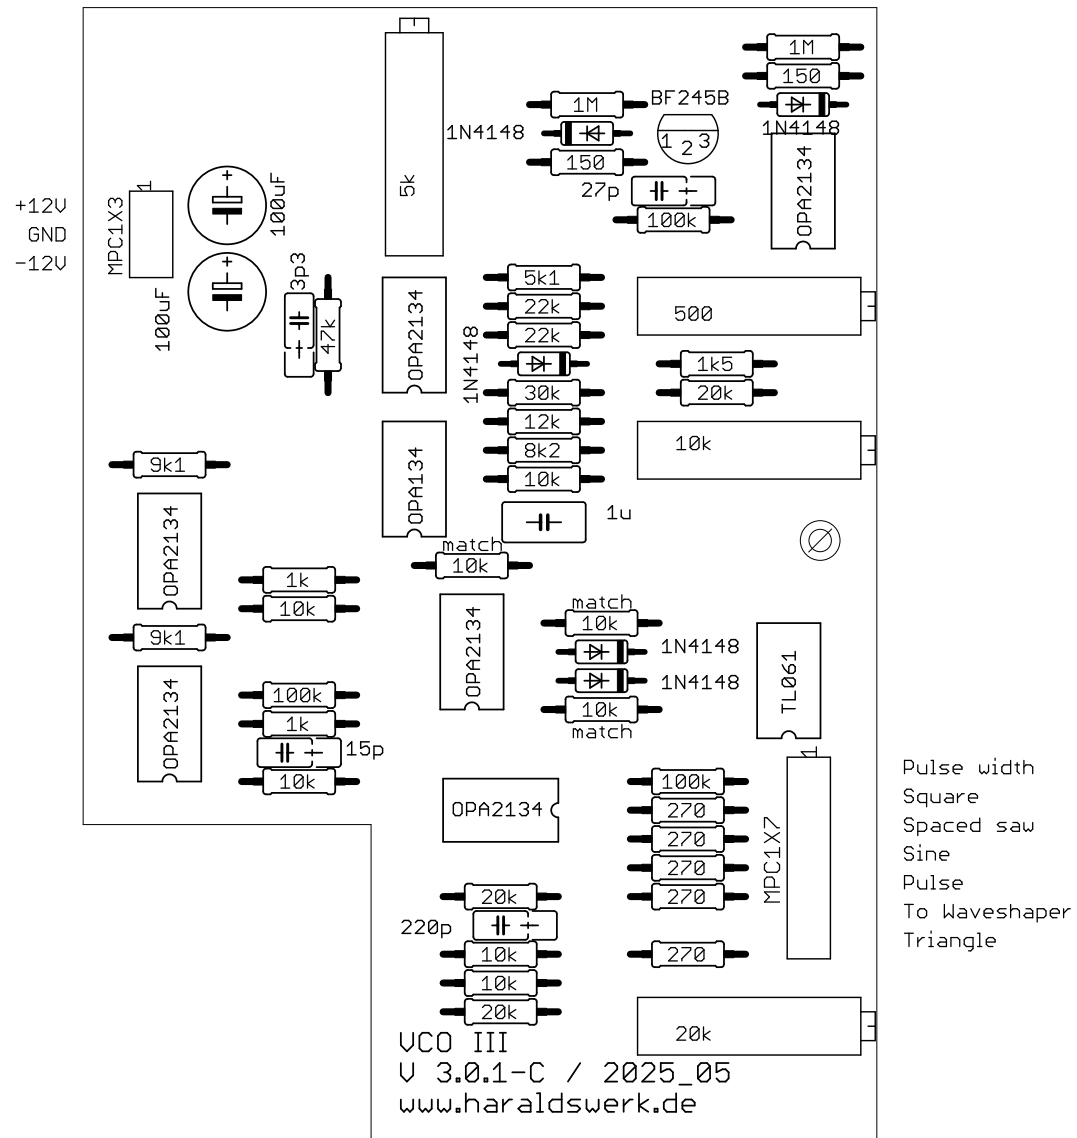 1M
150
1N4148
1M
BF245B
1N4148
1 2 3
150
5k
27p
100k
OPA2134
+12V
GND
-12V
MPC1X3
1
+
100uF
+
100uF
3p3
47k
OPA2134
1N4148
5k1
22k
22k
30k
12k
8k2
10k
500
1k5
20k
10k
OPA134
1u
9k1
OPA2134
match
10k
1k
10k
9k1
OPA2134
100k
1k
15p
10k
OPA2134
match
10k
1N4148
1N4148
10k
match
TL061
1
MPC1X7
OPA2134
100k
270
270
270
270
270
Pulse width
Square
Spaced saw
Sine
Pulse
To Waveshaper
Triangle
20k
220p
10k
10k
20k
20k
VCO III
V 3.0.1-C / 2025_05
www.haraldswerk.de